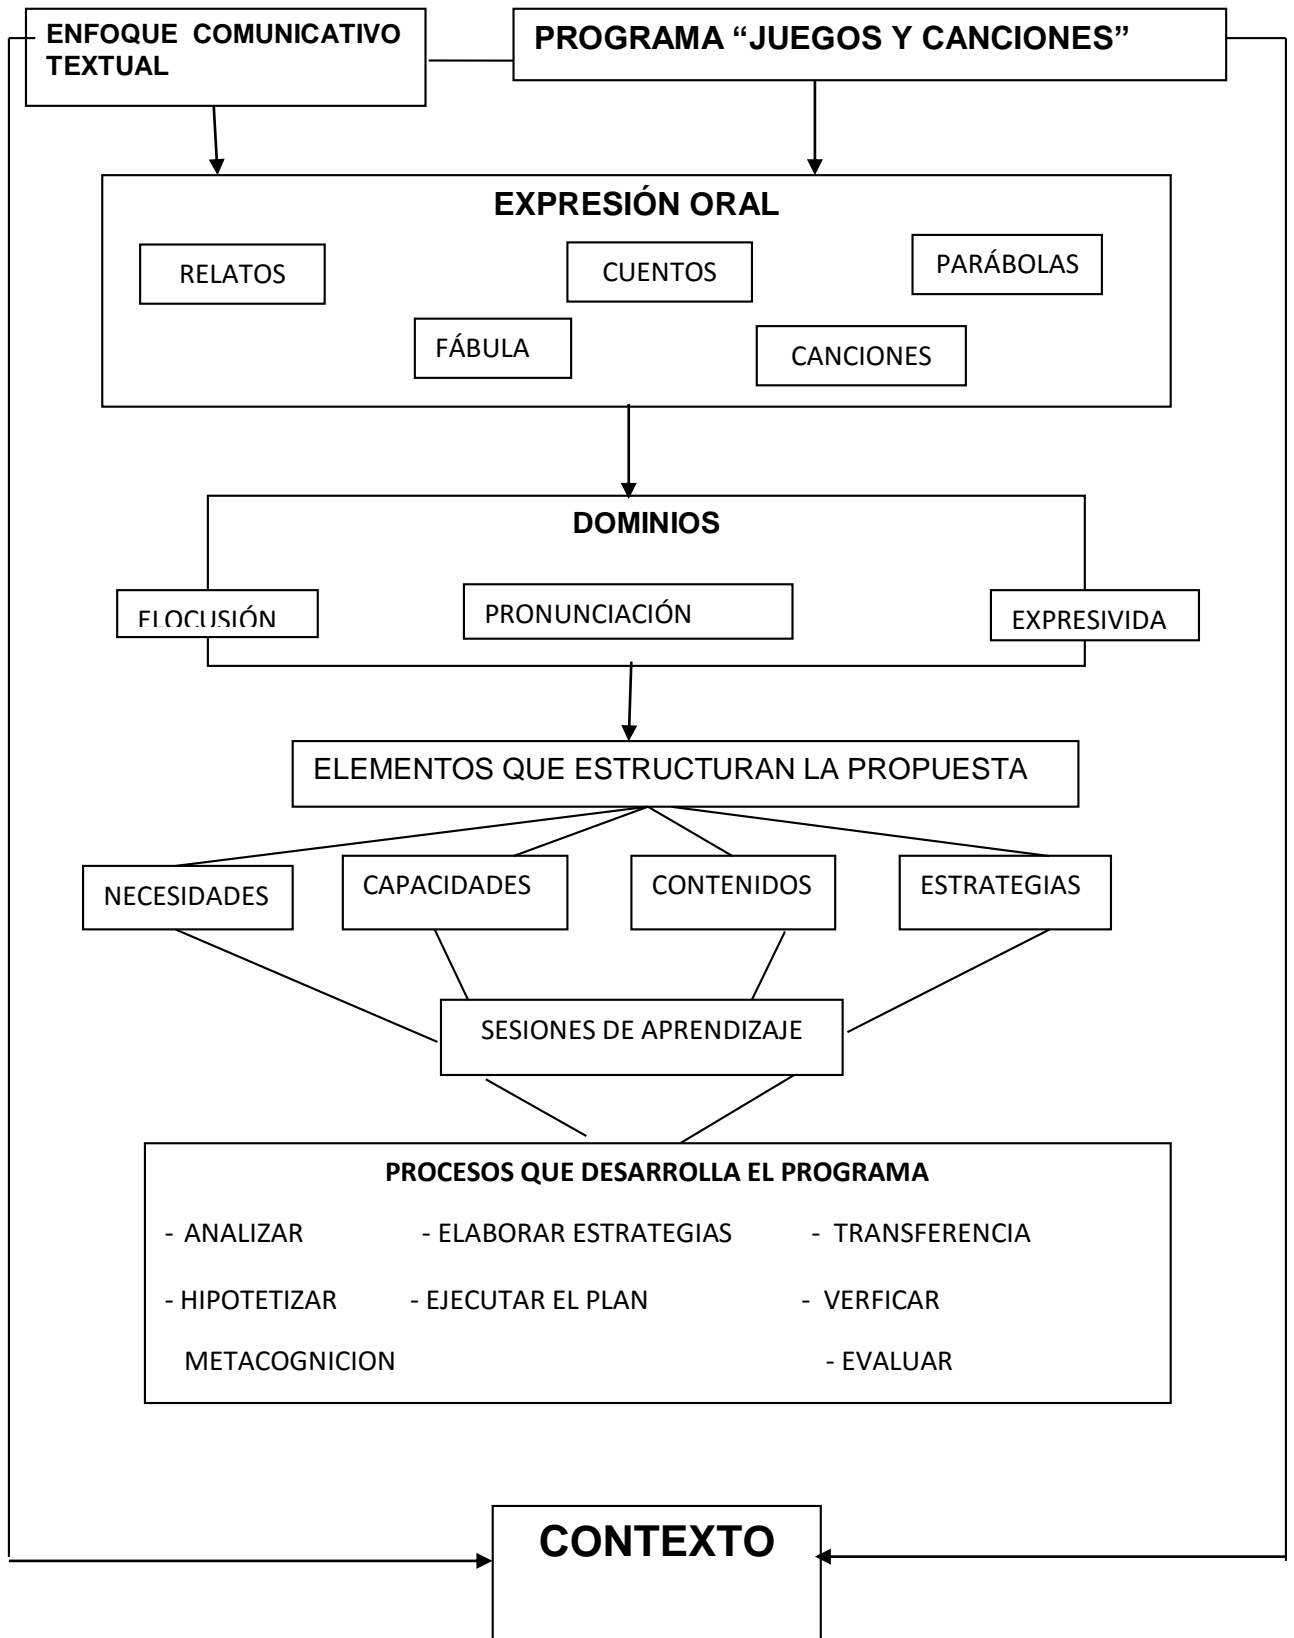 ENFOQUE COMUNICATIVO
TEXTUAL
PROGRAMA “JUEGOS Y CANCIONES”
EXPRESIÓN ORAL
RELATOS
CUENTOS
PARÁBOLAS
FÁBULA
CANCIONES
DOMINIOS
ELOCUSIÓN
PRONUNCIACIÓN
EXPRESIVIDA
ELEMENTOS QUE ESTRUCTURAN LA PROPUESTA
NECESIDADES
CAPACIDADES
CONTENIDOS
ESTRATEGIAS
SESIONES DE APRENDIZAJE
PROCESOS QUE DESARROLLA EL PROGRAMA
- ANALIZAR - ELABORAR ESTRATEGIAS - TRANSFERENCIA
- HIPOTETIZAR - EJECUTAR EL PLAN - VERFICAR
METACOGNICION - EVALUAR
CONTEXTO